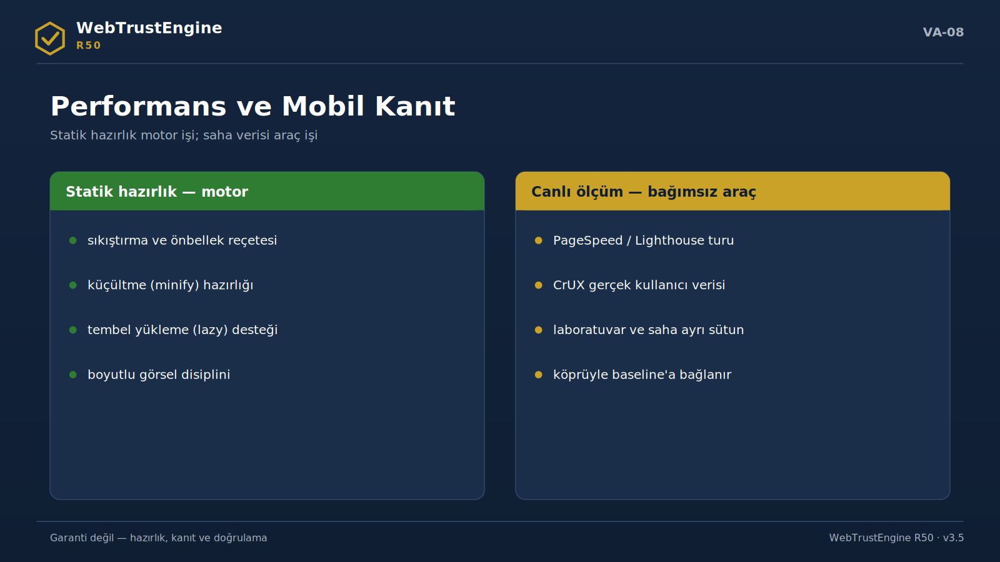 WebTrustEngine
R50
VA-08
Performans ve Mobil Kanıt
Statik hazırlık motor işi; saha verisi araç işi
Statik hazırlık — motor
sıkıştırma ve önbellek reçetesi
küçültme (minify) hazırlığı
tembel yükleme (lazy) desteği
boyutlu görsel disiplini
Canlı ölçüm — bağımsız araç
PageSpeed / Lighthouse turu
CrUX gerçek kullanıcı verisi
laboratuvar ve saha ayrı sütun
köprüyle baseline'a bağlanır
Garanti değil — hazırlık, kanıt ve doğrulama
WebTrustEngine R50 · v3.5